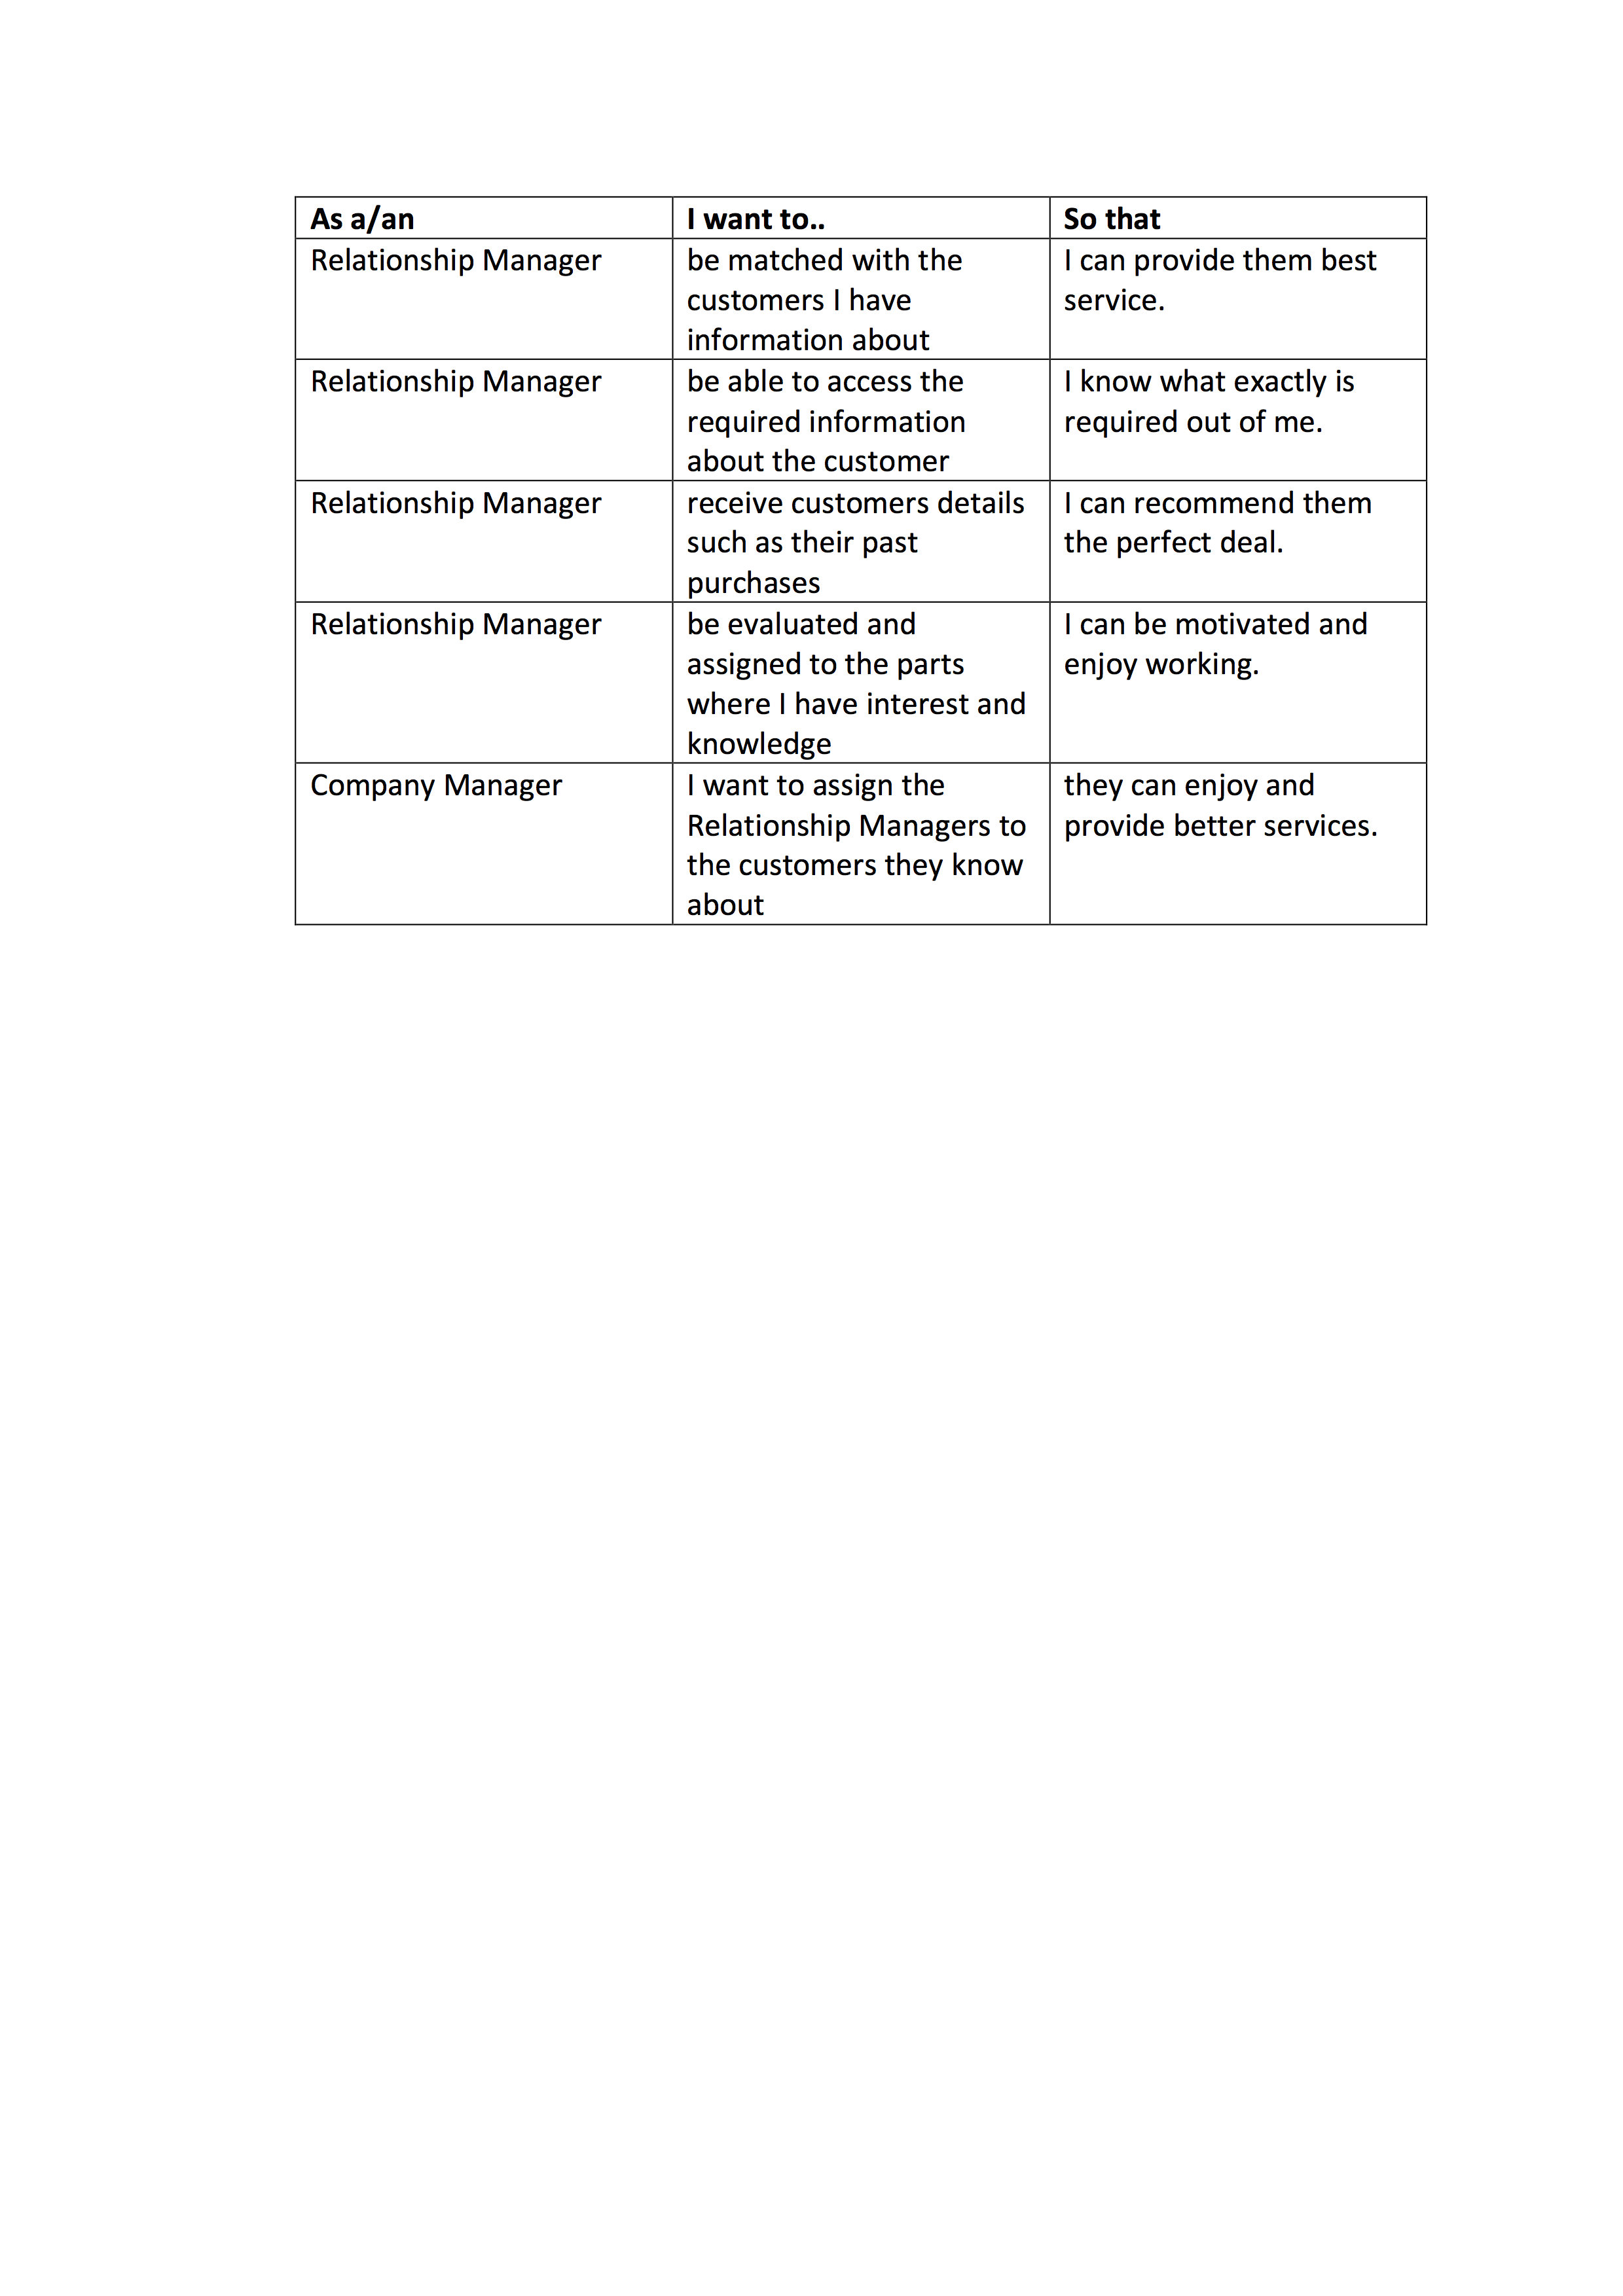 As a/an I want to.. So that
Relationship Manager be matched with the I can provide them best
customers I have service.
information about
Relationship Manager be able to access the I know what exactly is
required information required out of me.
about the customer
Relationship Manager receive customers details I can recommend them
such as their past the perfect deal.
purchases
Relationship Manager be evaluated and I can be motivated and
assigned to the parts enjoy working.
where I have interest and
knowledge
Company Manager I want to assign the they can enjoy and
Relationship Managers to provide better services.
the customers they know
about